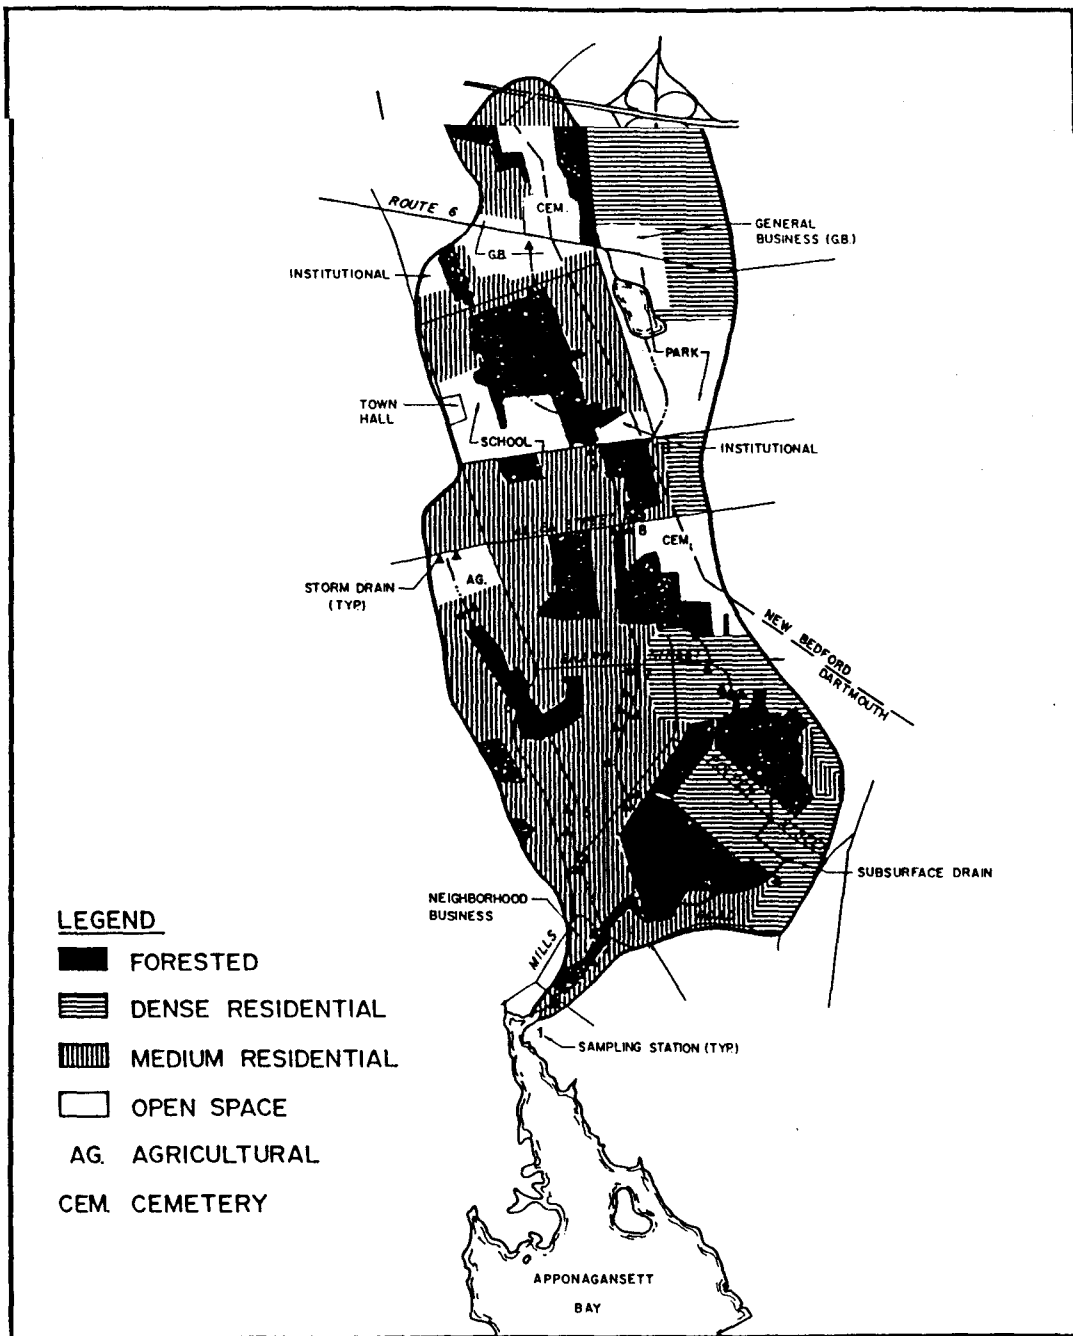 ROUTE 6
CEM.
GENERAL
BUSINESS (G.B.)
G.B.
INSTITUTIONAL
PARK
TOWN
HALL
SCHOOL
INSTITUTIONAL
CEM.
AG.
STORM DRAIN
(TYP.)
NEW BEDFORD
DARTMOUTH
SUBSURFACE DRAIN
NEIGHBORHOOD
BUSINESS
MILLS
1
SAMPLING STATION (TYP.)
LEGEND
FORESTED
DENSE RESIDENTIAL
MEDIUM RESIDENTIAL
OPEN SPACE
AG. AGRICULTURAL
CEM. CEMETERY
APPONAGANSETT
BAY